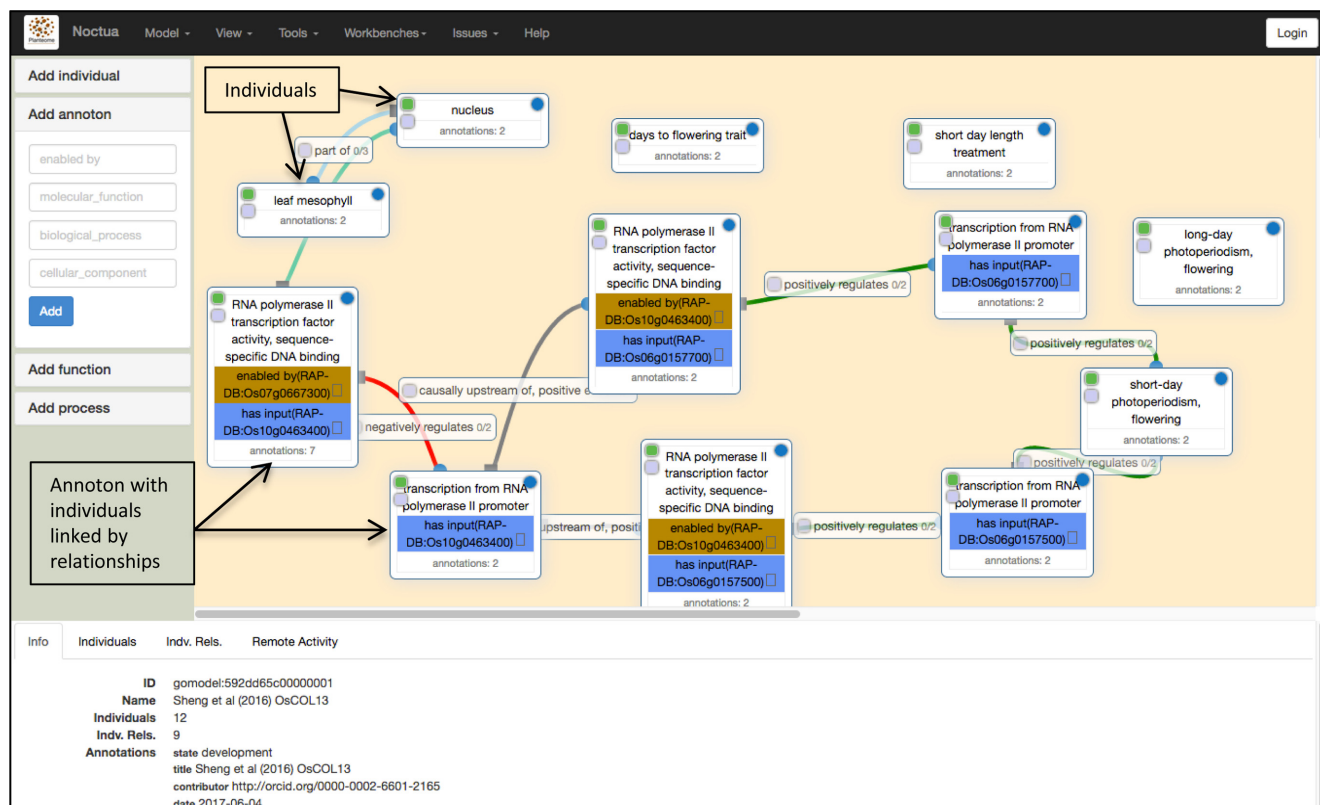 Planteome
Noctua
Model
View
Tools
Workbenches
Issues
Help
Login
Add individual
Add annoton
enabled by
molecular_function
biological_process
cellular_component
Add
Add function
Add process
Individuals
nucleus
annotations: 2
part of 0/3
leaf mesophyll
annotations: 2
days to flowering trait
annotations: 2
short day length
treatment
annotations: 2
RNA polymerase II
transcription factor
activity, sequence-
specific DNA binding
enabled by(RAP-
DB:Os07g0667300)
has input(RAP-
DB:Os10g0463400)
annotations: 7
RNA polymerase II
transcription factor
activity, sequence-
specific DNA binding
enabled by(RAP-
DB:Os10g0463400)
has input(RAP-
DB:Os06g0157700)
annotations: 2
positively regulates 0/2
transcription from RNA
polymerase II promoter
has input(RAP-
DB:Os06g0157700)
annotations: 2
long-day
photoperiodism,
flowering
annotations: 2
positively regulates 0/2
short-day
photoperiodism,
flowering
annotations: 2
causally upstream of, positive e
negatively regulates 0/2
transcription from RNA
polymerase II promoter
has input(RAP-
DB:Os10g0463400)
annotations: 2
upstream of, positi
RNA polymerase II
transcription factor
activity, sequence-
specific DNA binding
enabled by(RAP-
DB:Os10g0463400)
has input(RAP-
DB:Os06g0157500)
annotations: 2
positively regulates 0/2
positively regulates 0/2
transcription from RNA
polymerase II promoter
has input(RAP-
DB:Os06g0157500)
annotations: 2
Annoton with
individuals
linked by
relationships
Info
Individuals
Indv. Rels.
Remote Activity
ID gomodel:592dd65c00000001
Name Sheng et al (2016) OsCOL13
Individuals 12
Indv. Rels. 9
Annotations state development
title Sheng et al (2016) OsCOL13
contributor http://orcid.org/0000-0002-6601-2165
date 2017-06-04